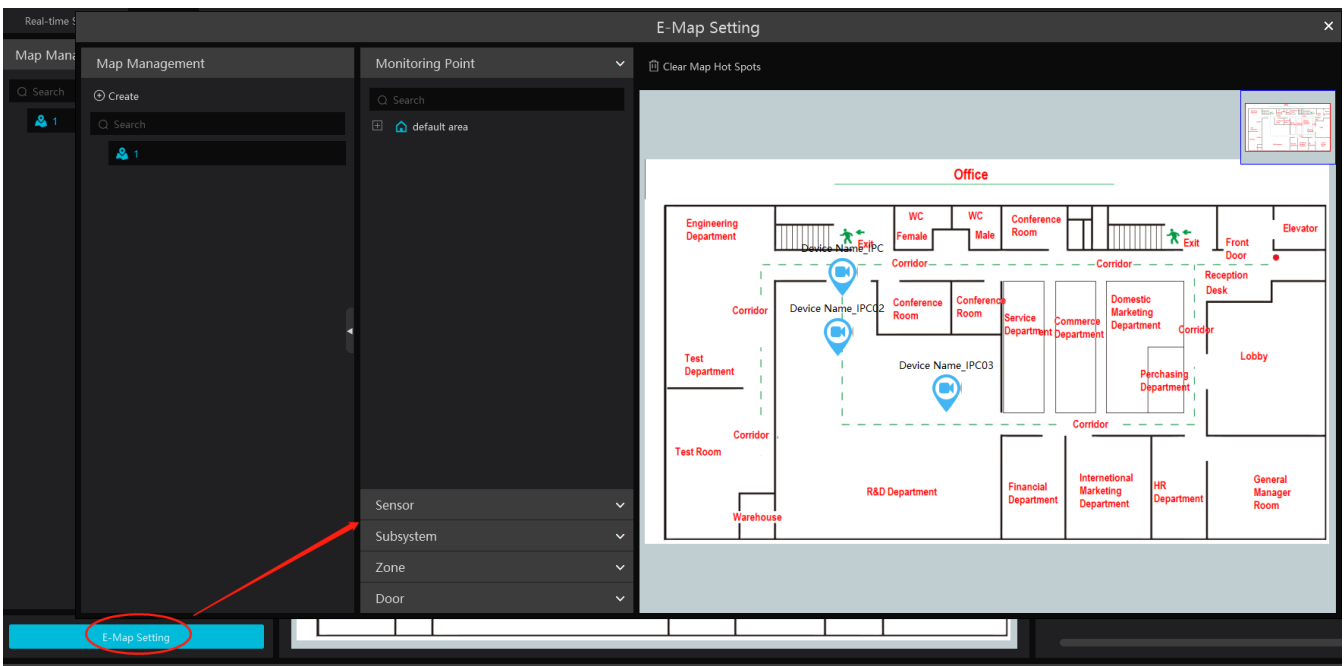 Real-time S
E-Map Setting
×
Map Mana
Search
1
Map Management
Create
Search
1
Monitoring Point
Search
default area
Sensor
Subsystem
Zone
Door
Clear Map Hot Spots
Office
Engineering
Department
Exit
WC
Female
WC
Male
Conference
Room
Exit
Front
Door
Elevator
Device Name_IPC
Corridor
Corridor
Reception
Desk
Corridor
Device Name_IPC02
Conference
Room
Conference
Room
Service
Department
Commerce
Department
Domestic
Marketing
Department
Corridor
Lobby
Test
Department
Device Name_IPC03
Perchasing
Department
Corridor
Corridor
Test Room
R&D Department
Warehouse
Financial
Department
International
Marketing
Department
HR
Department
General
Manager
Room
E-Map Setting